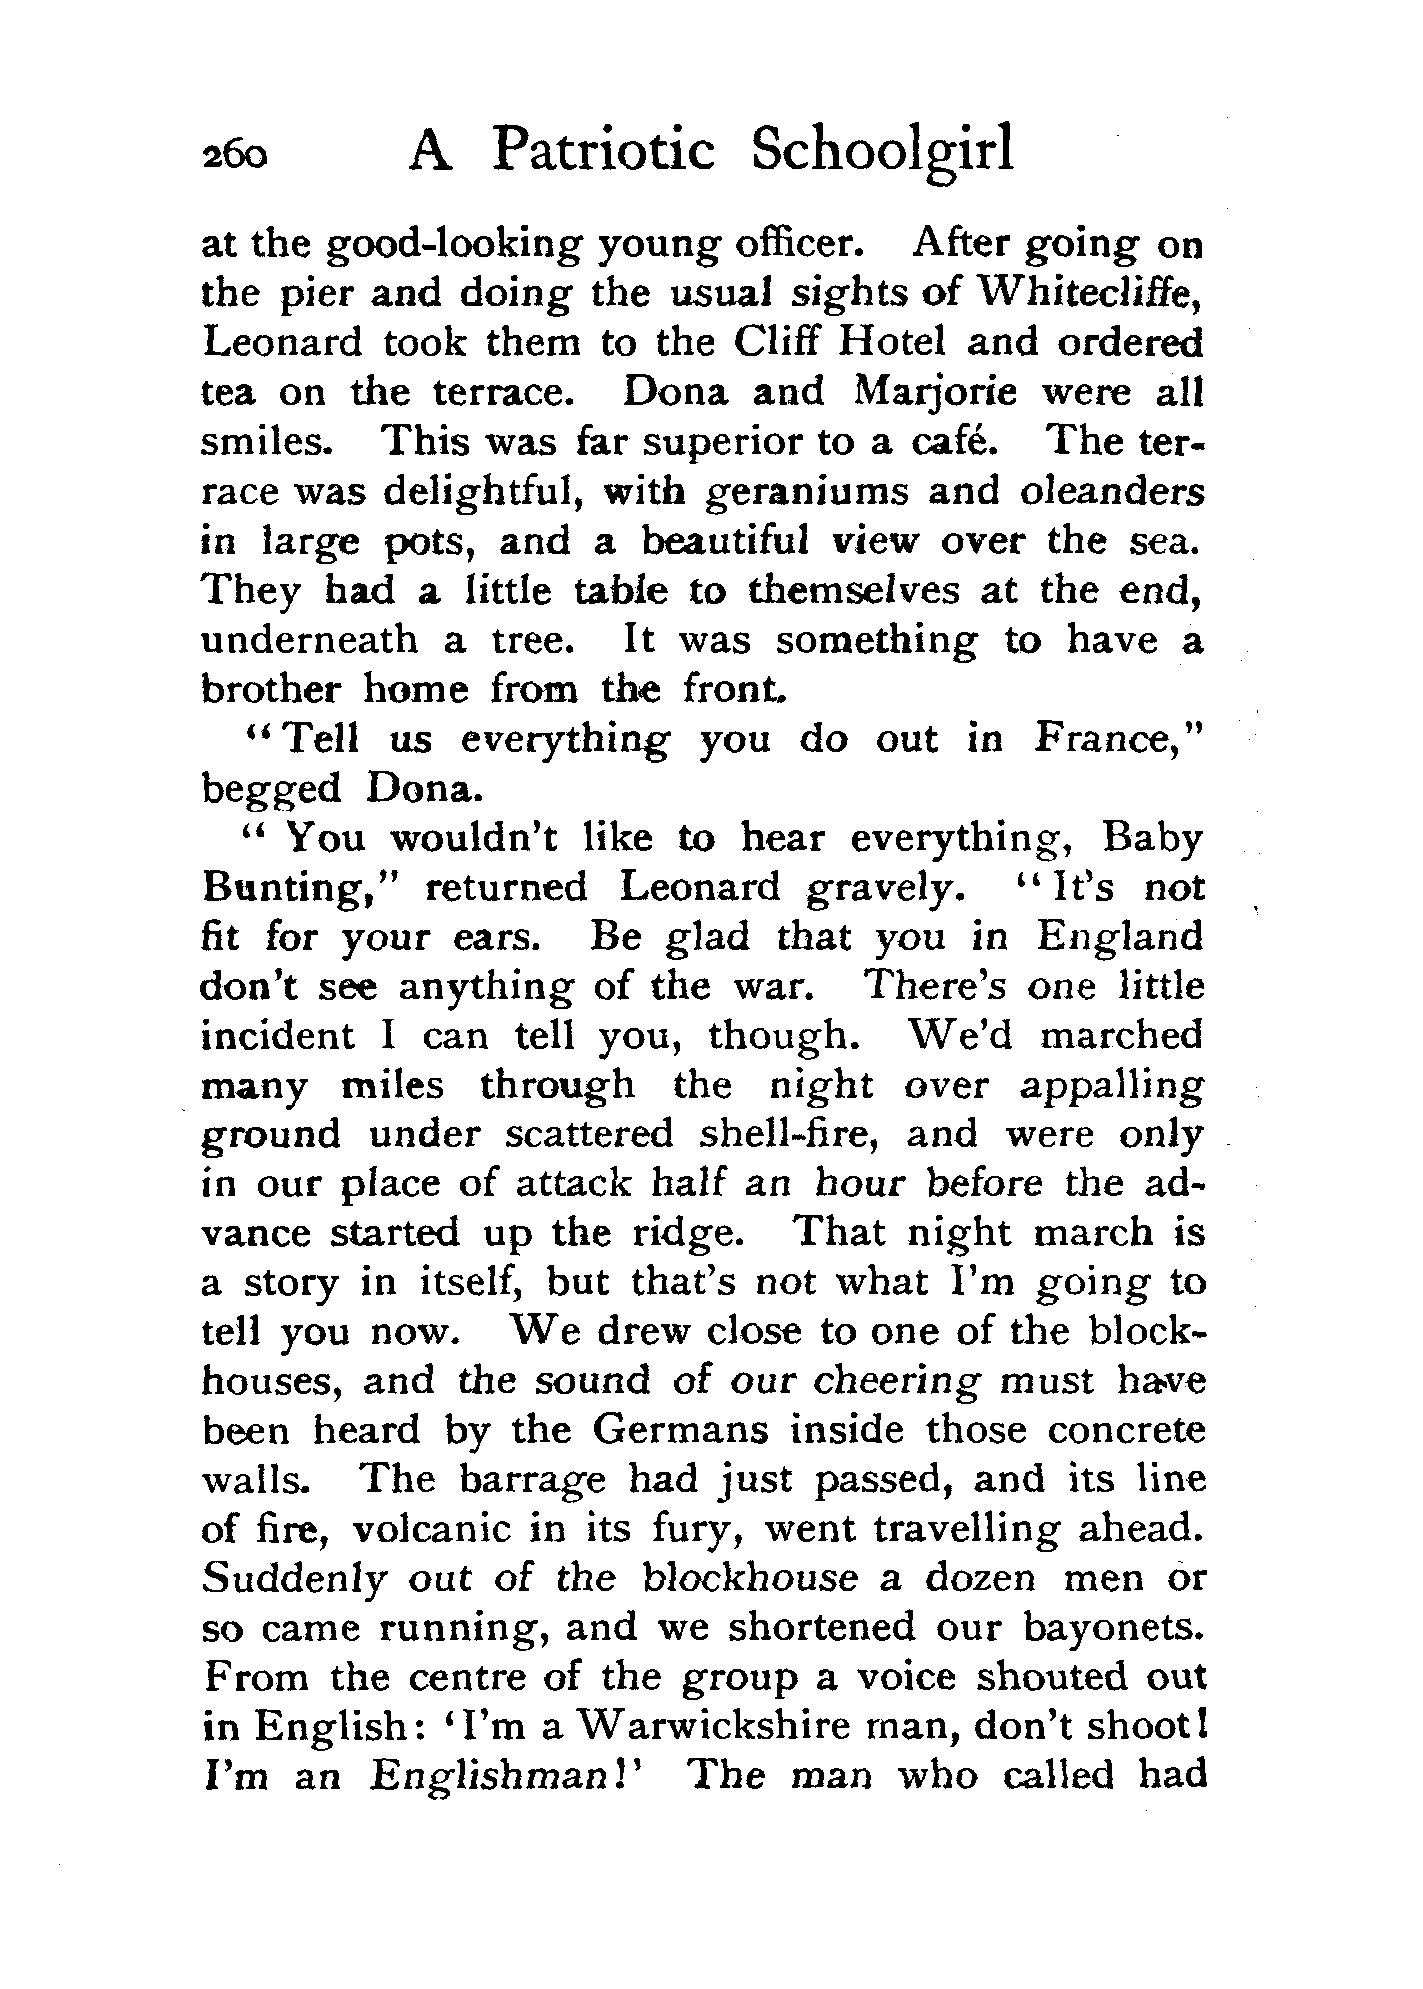 260 A Patriotic Schoolgirl
at the good-looking young officer. After going on
the pier and doing the usual sights of Whitecliffe,
Leonard took them to the Cliff Hotel and ordered
tea on the terrace. Dona and Marjorie were all
smiles. This was far superior to a café. The ter-
race was delightful, with geraniums and oleanders
in large pots, and a beautiful view over the sea.
They had a little table to themselves at the end,
underneath a tree. It was something to have a
brother home from the front.
“Tell us everything you do out in France,”
begged Dona.
“You wouldn't like to hear everything, Baby
Bunting,” returned Leonard gravely. “It's not
fit for your ears. Be glad that you in England
don't see anything of the war. There's one little
incident I can tell you, though. We'd marched
many miles through the night over appalling
ground under scattered shell-fire, and were only
in our place of attack half an hour before the ad-
vance started up the ridge. That night march is
a story in itself, but that's not what I'm going to
tell you now. We drew close to one of the block-
houses, and the sound of our cheering must have
been heard by the Germans inside those concrete
walls. The barrage had just passed, and its line
of fire, volcanic in its fury, went travelling ahead.
Suddenly out of the blockhouse a dozen men or
so came running, and we shortened our bayonets.
From the centre of the group a voice shouted out
in English: ‘I'm a Warwickshire man, don't shoot!
I'm an Englishman!’ The man who called had